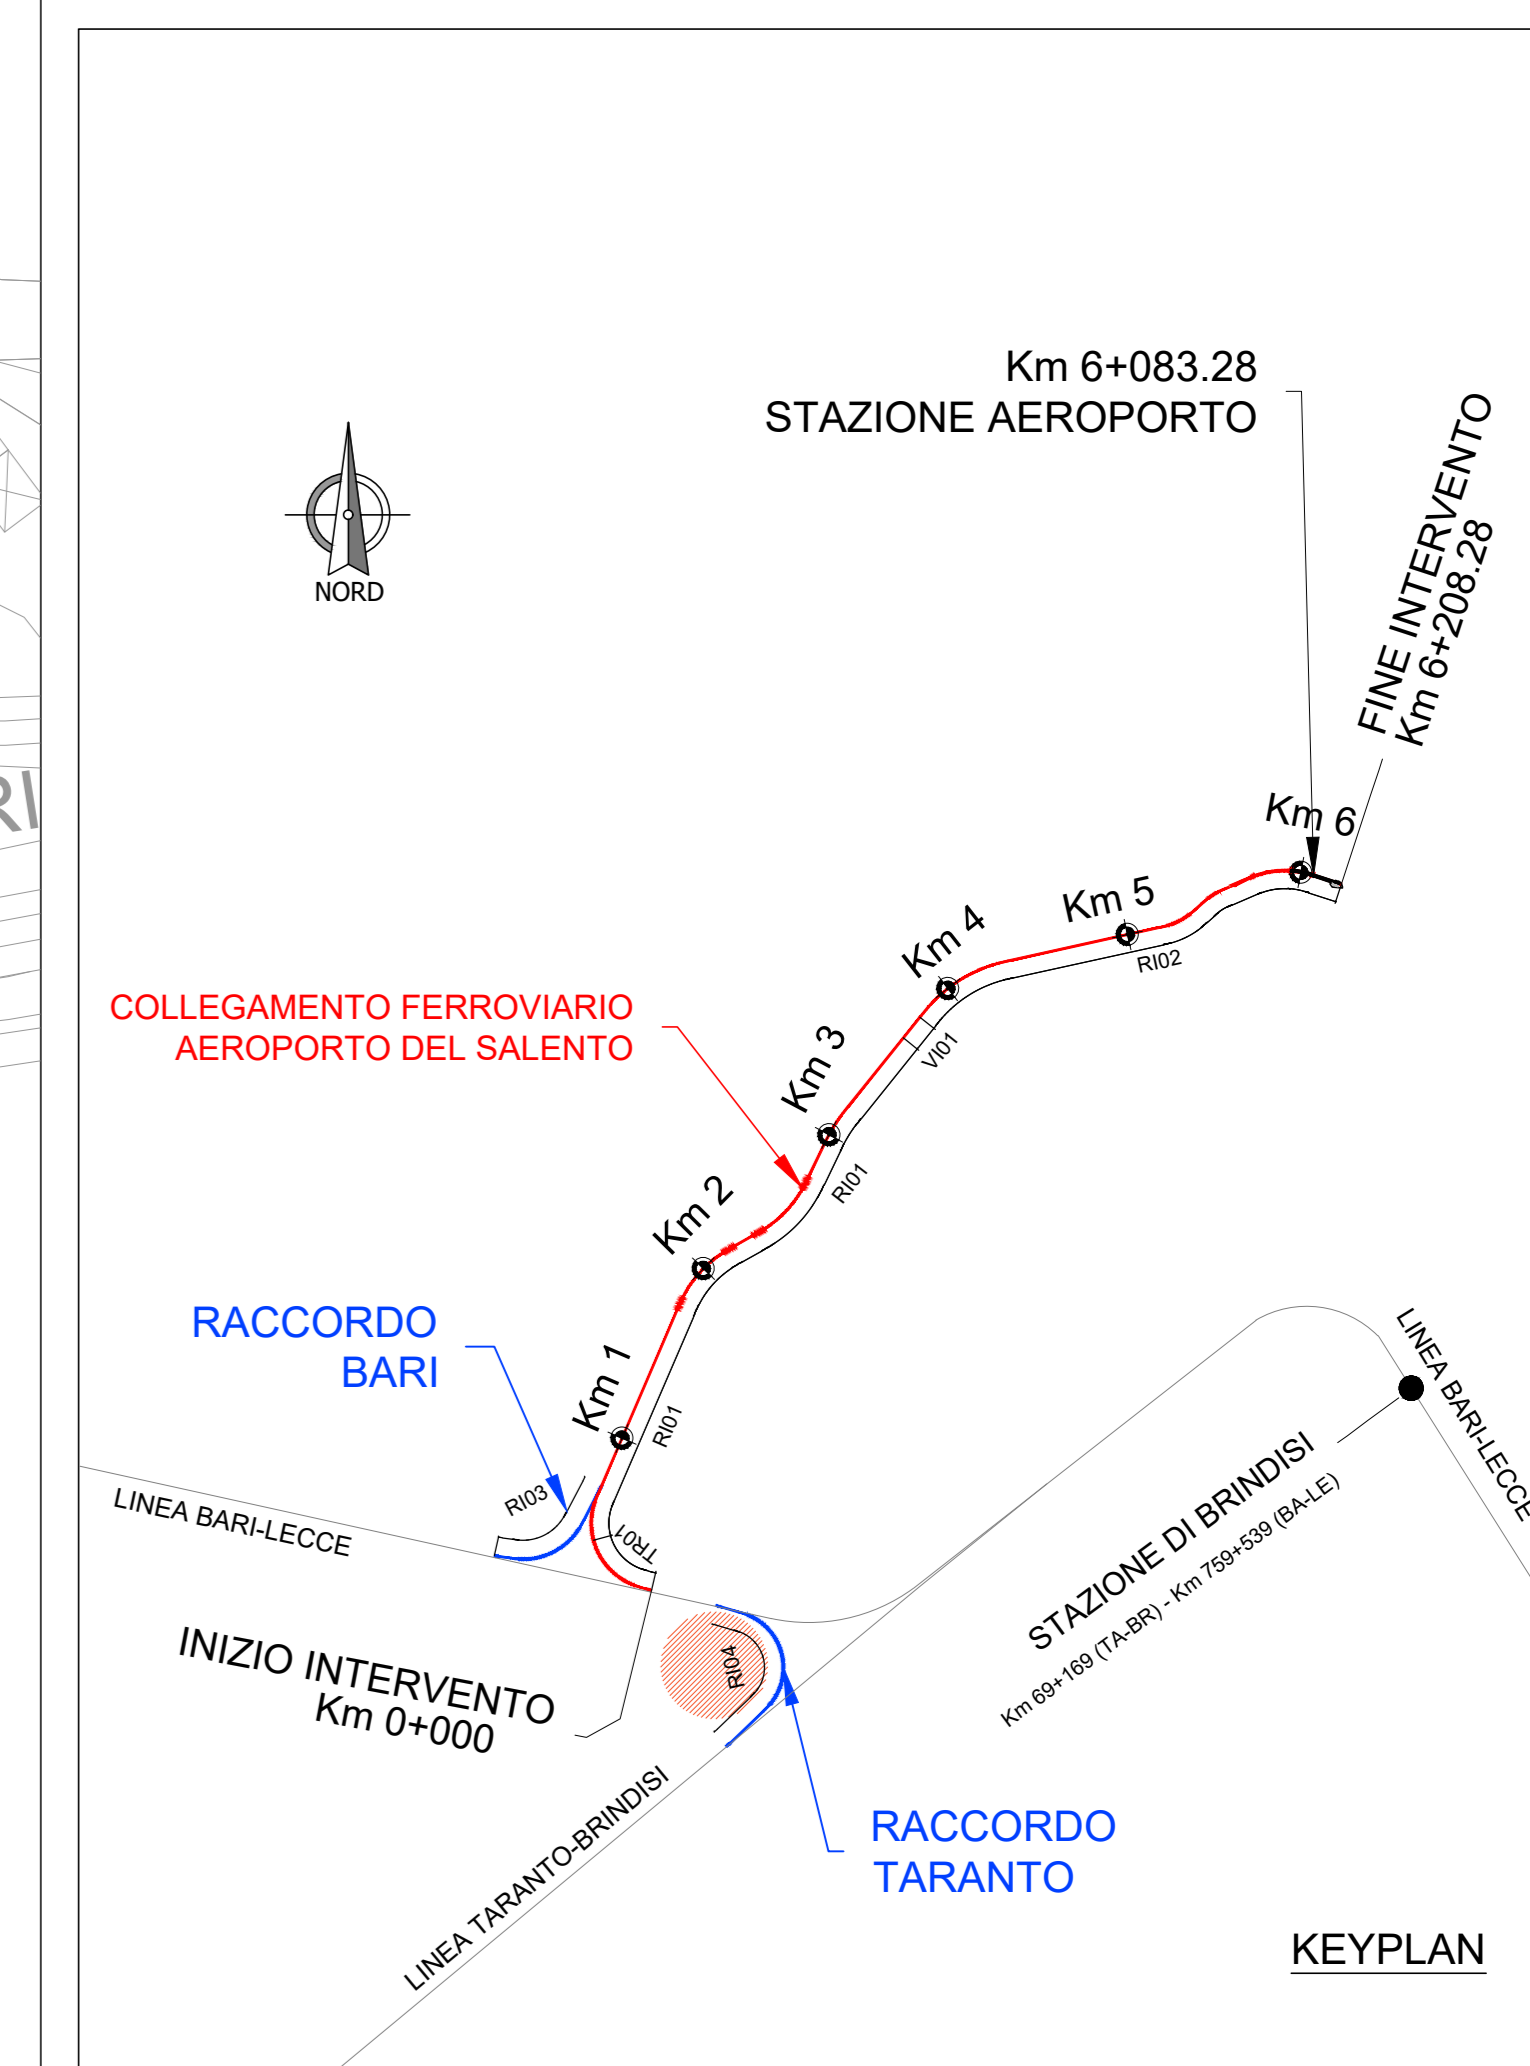 Km 6+083.28
STAZIONE AEROPORTO
FINE INTERVENTO
Km 6+208.28
NORD
RI
Km 6
Km 5
Km 4
RI02
COLLEGAMENTO FERROVIARIO
AEROPORTO DEL SALENTO
VI01
Km 3
RI01
Km 2
RACCORDO
BARI
Km 1
RI01
LINEA BARI-LECCE
RI03
LINEA BARI-LECCE
TR01
STAZIONE DI BRINDISI
Km 69+169 (TA-BR) - Km 759+539 (BA-LE)
INIZIO INTERVENTO
Km 0+000
RI04
LINEA TARANTO-BRINDISI
RACCORDO
TARANTO
KEYPLAN